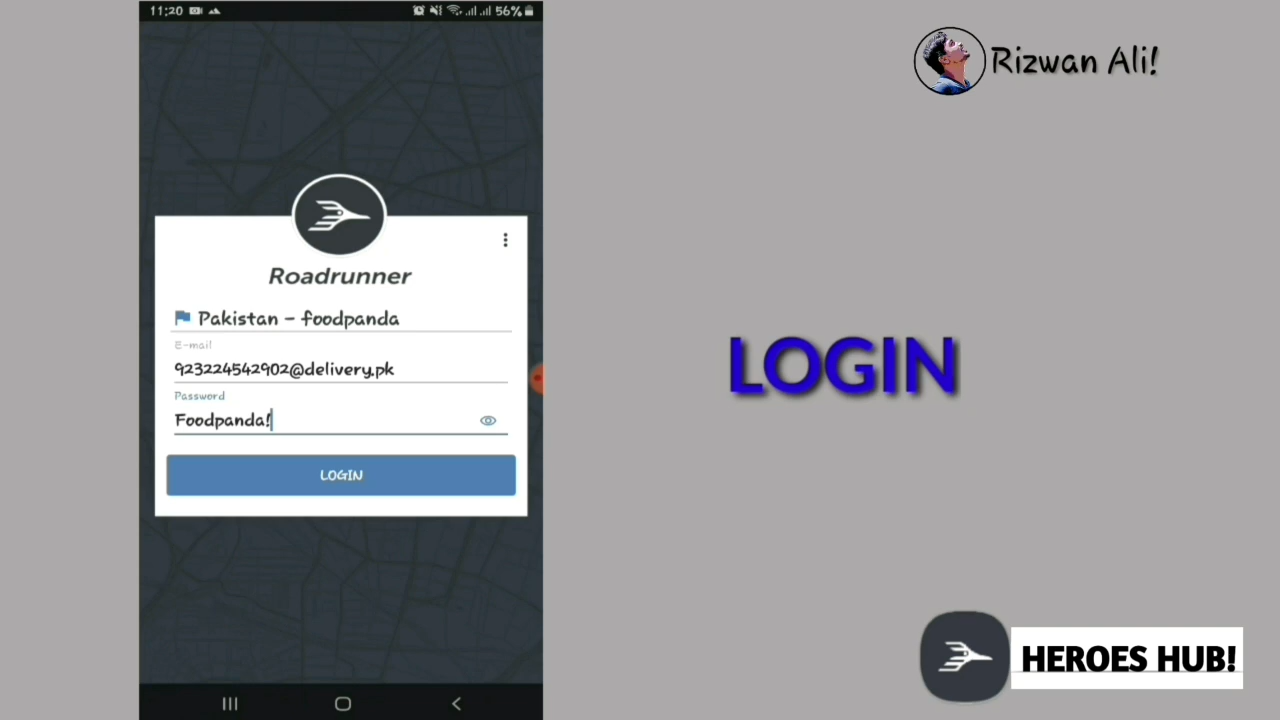 11:20 56%
Rizwan Ali!
Roadrunner
Pakistan - foodpanda
E-mail
923224542902@delivery.pk
Password
Foodpanda!
LOGIN
LOGIN
HEROES HUB!